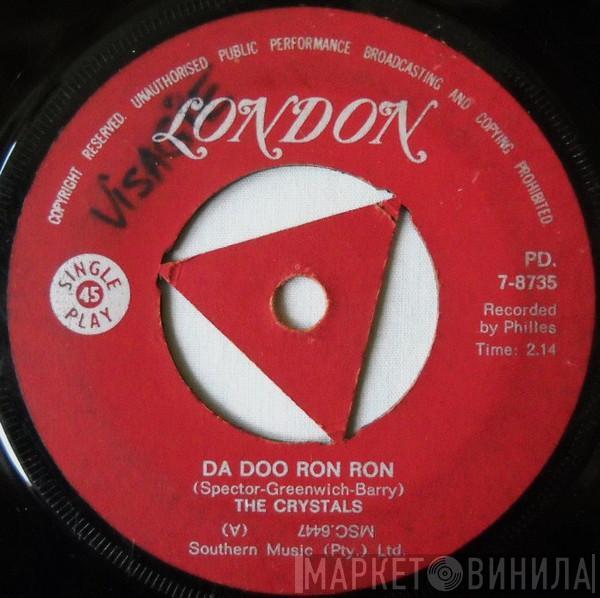 COPYRIGHT RESERVED. UNAUTHORISED PUBLIC PERFORMANCE BROADCASTING AND COPYING PROHIBITED
LONDON
SINGLE
45
PLAY
PD.
7-8735
Recorded
by Philles
Time: 2.14
DA DOO RON RON
(Spector-Greenwich-Barry)
THE CRYSTALS
MSC.6447 (A)
Southern Music (Pty.) Ltd.
МАРКЕТ ВИНИЛА